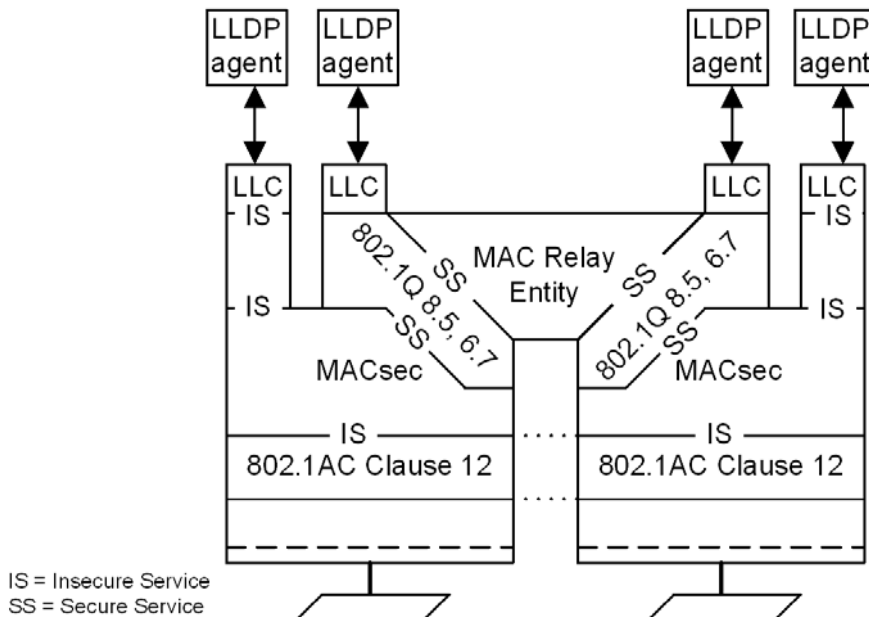 LLDP agent
LLDP agent
LLDP agent
LLDP agent
LLC
LLC
LLC
LLC
IS
IS
802.1Q 8.5, 6.7
SS
MAC Relay
Entity
SS
802.1Q 8.5, 6.7
IS
SS
SS
IS
MACsec
MACsec
IS
IS
802.1AC Clause 12
802.1AC Clause 12
IS = Insecure Service
SS = Secure Service